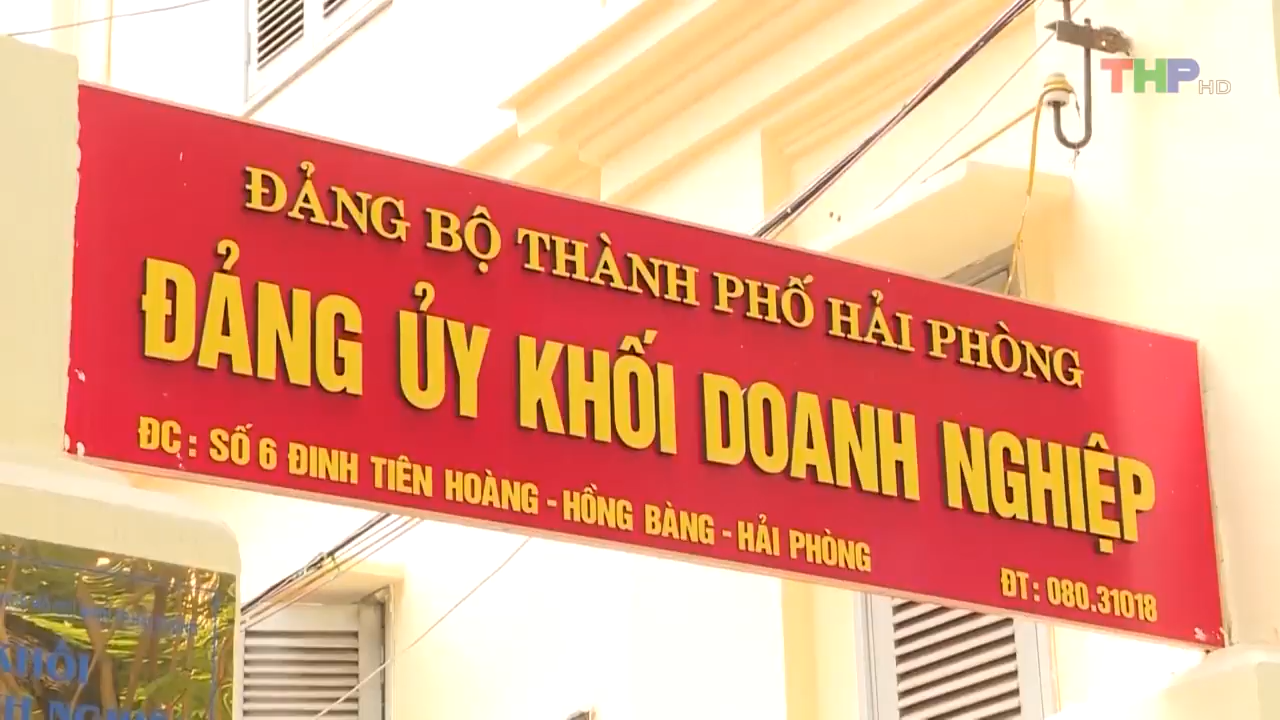 THP HD
ĐẢNG BỘ THÀNH PHỐ HẢI PHÒNG
ĐẢNG ỦY KHỐI DOANH NGHIỆP
ĐC : SỐ 6 ĐINH TIÊN HOÀNG - HỒNG BÀNG - HẢI PHÒNG
ĐT : 080.31018
KHỐI